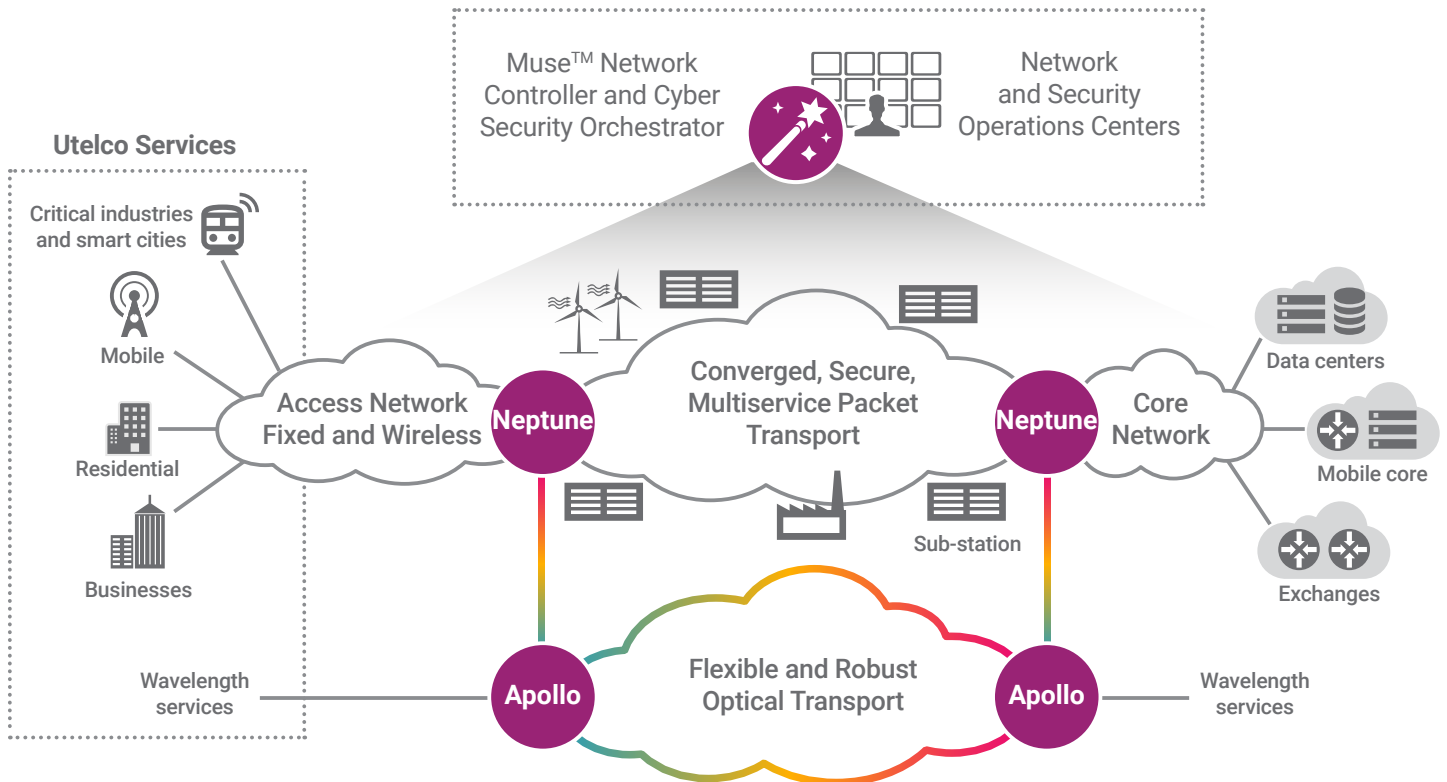 Muse™ Network
Controller and Cyber
Security Orchestrator
Network
and Security
Operations Centers
Utelco Services
Critical industries
and smart cities
Mobile
Residential
Businesses
Wavelength
services
Access Network
Fixed and Wireless
Neptune
Converged, Secure,
Multiservice Packet
Transport
Neptune
Core
Network
Data centers
Mobile core
Exchanges
Sub-station
Apollo
Flexible and Robust
Optical Transport
Apollo
Wavelength
services